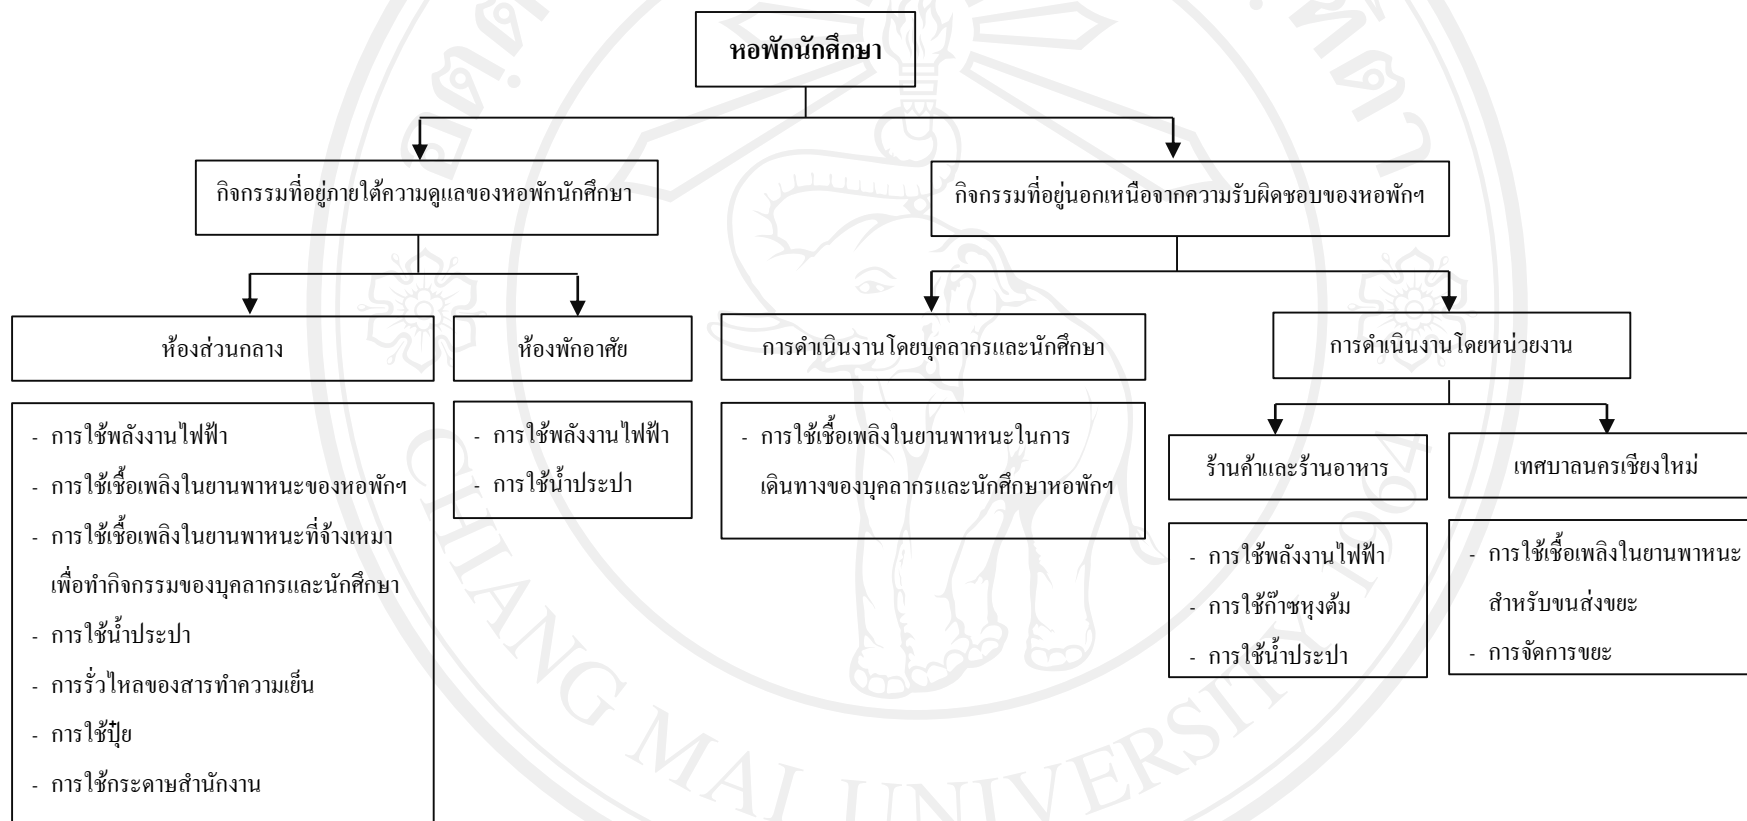 หอพักนักศึกษา
กิจกรรมที่อยู่ภายใต้ความดูแลของหอพักนักศึกษา
กิจกรรมที่อยู่นอกเหนือจากความรับผิดชอบของหอพักฯ
ห้องส่วนกลาง
ห้องพักอาศัย
การดำเนินงานโดยบุคลากรและนักศึกษา
การดำเนินงานโดยหน่วยงาน
- การใช้พลังงานไฟฟ้า
- การใช้เชื้อเพลิงในยานพาหนะของหอพักฯ
- การใช้เชื้อเพลิงในยานพาหนะที่จ้างเหมา
เพื่อทำกิจกรรมของบุคลากรและนักศึกษา
- การใช้น้ำประปา
- การรั่วไหลของสารทำความเย็น
- การใช้ปุ๋ย
- การใช้กระดาษสำนักงาน
- การใช้พลังงานไฟฟ้า
- การใช้น้ำประปา
- การใช้เชื้อเพลิงในยานพาหนะในการ
เดินทางของบุคลากรและนักศึกษาหอพักฯ
ร้านค้าและร้านอาหาร
เทศบาลนครเชียงใหม่
- การใช้พลังงานไฟฟ้า
- การใช้ก๊าซหุงต้ม
- การใช้น้ำประปา
- การใช้เชื้อเพลิงในยานพาหนะ
สำหรับขนส่งขยะ
- การจัดการขยะ
CHIANG MAI UNIVERSITY 1964